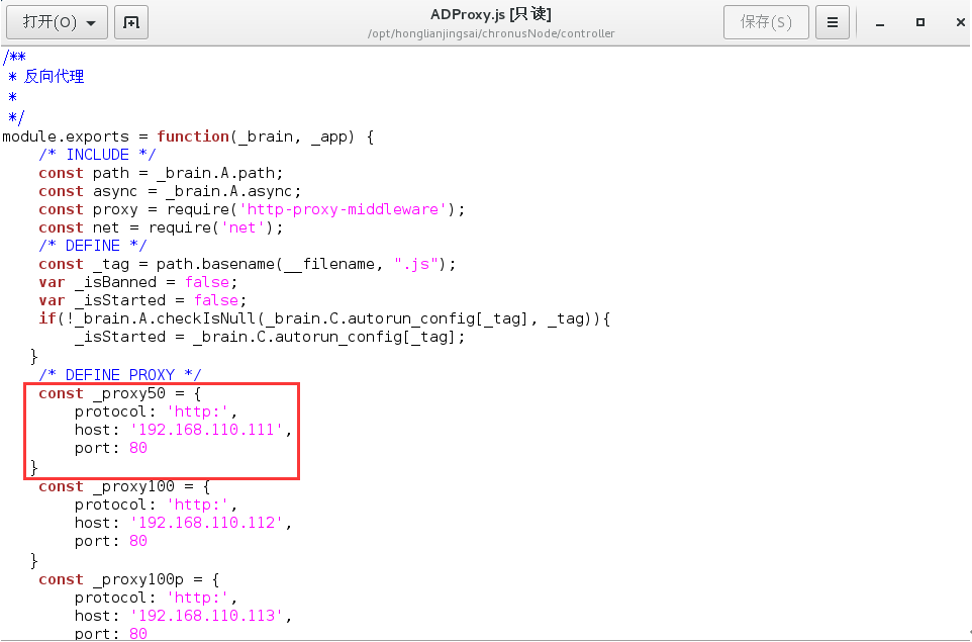 打开(O)
ADProxy.js [只读]
/opt/honglianjingsai/chronusNode/controller
保存(S)
/**
 * 反向代理
 *
 */
module.exports = function(_brain, _app) {
    /* INCLUDE */
    const path = _brain.A.path;
    const async = _brain.A.async;
    const proxy = require('http-proxy-middleware');
    const net = require('net');
    /* DEFINE */
    const _tag = path.basename(__filename, ".js");
    var _isBanned = false;
    var _isStarted = false;
    if(!_brain.A.checkIsNull(_brain.C.autorun_config[_tag], _tag)){
        _isStarted = _brain.C.autorun_config[_tag];
    }
    /* DEFINE PROXY */
    const _proxy50 = {
        protocol: 'http:',
        host: '192.168.110.111',
        port: 80
    }
    const _proxy100 = {
        protocol: 'http:',
        host: '192.168.110.112',
        port: 80
    }
    const _proxy100p = {
        protocol: 'http:',
        host: '192.168.110.113',
        port: 80